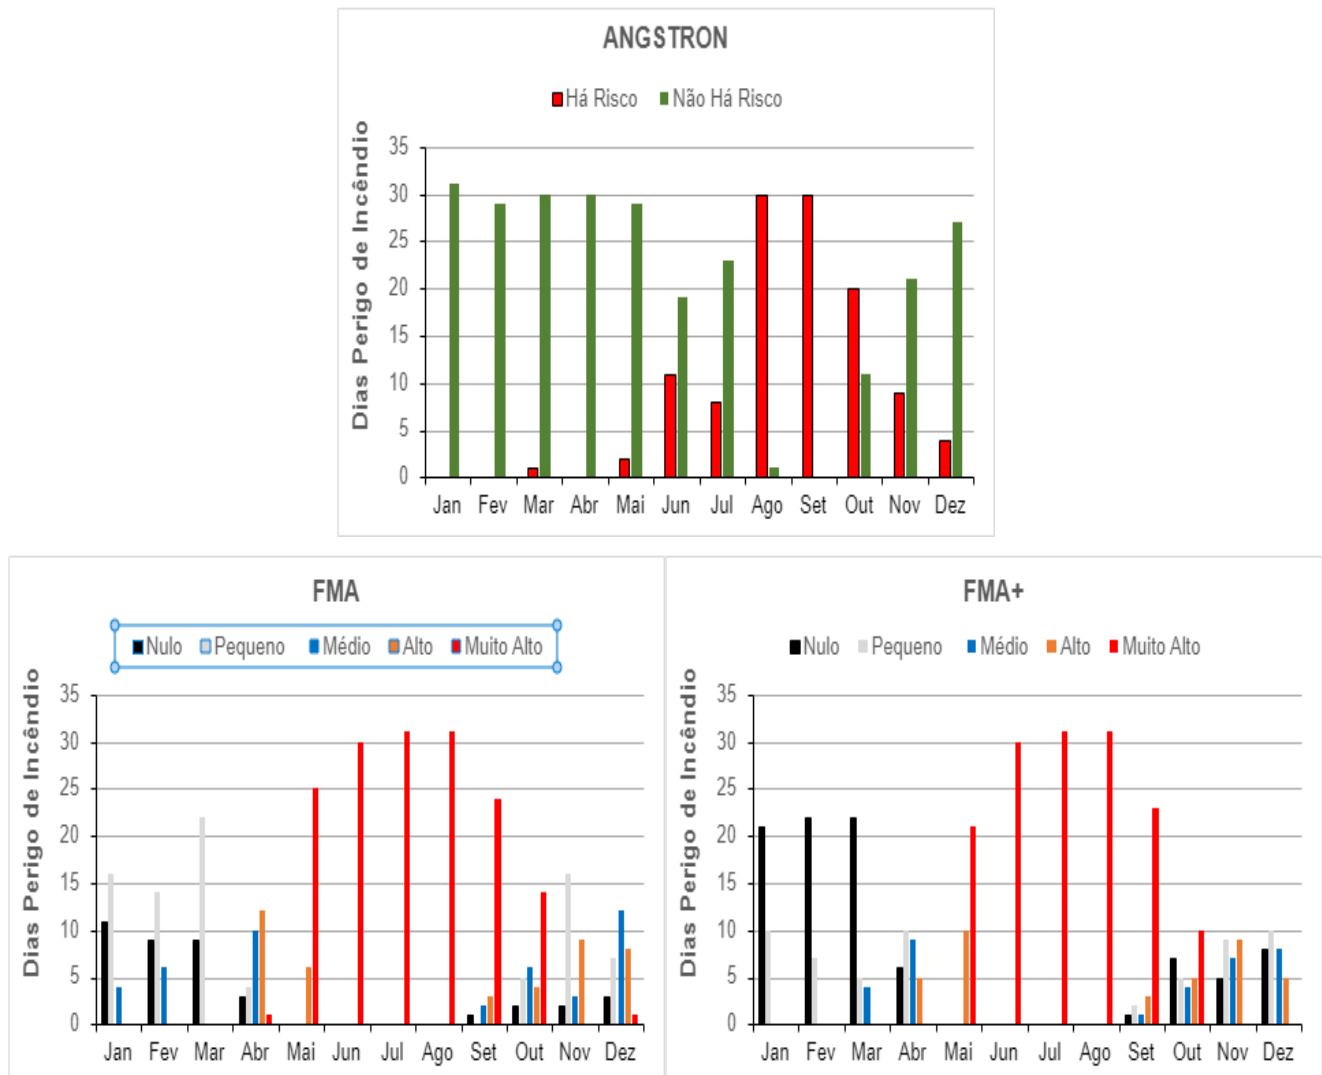 ANGSTRON
Há Risco Não Há Risco
Dias Perigo de Incêndio
35
30
25
20
15
10
5
0
Jan Fev Mar Abr Mai Jun Jul Ago Set Out Nov Dez
FMA
Nulo Pequeno Médio Alto Muito Alto
Dias Perigo de Incêndio
35
30
25
20
15
10
5
0
Jan Fev Mar Abr Mai Jun Jul Ago Set Out Nov Dez
FMA+
Nulo Pequeno Médio Alto Muito Alto
Dias Perigo de Incêndio
35
30
25
20
15
10
5
0
Jan Fev Mar Abr Mai Jun Jul Ago Set Out Nov Dez